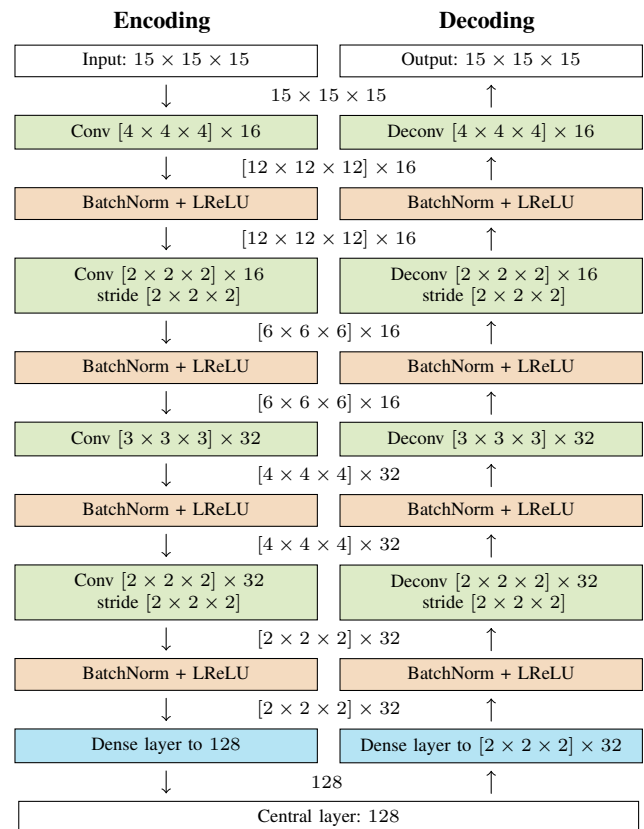 Encoding Decoding
Input: 15 × 15 × 15 Output: 15 × 15 × 15
↓ 15 × 15 × 15 ↑
Conv [4 × 4 × 4] × 16 Deconv [4 × 4 × 4] × 16
↓ [12 × 12 × 12] × 16 ↑
BatchNorm + LReLU BatchNorm + LReLU
↓ [12 × 12 × 12] × 16 ↑
Conv [2 × 2 × 2] × 16 Deconv [2 × 2 × 2] × 16
stride [2 × 2 × 2] stride [2 × 2 × 2]
↓ [6 × 6 × 6] × 16 ↑
BatchNorm + LReLU BatchNorm + LReLU
↓ [6 × 6 × 6] × 16 ↑
Conv [3 × 3 × 3] × 32 Deconv [3 × 3 × 3] × 32
↓ [4 × 4 × 4] × 32 ↑
BatchNorm + LReLU BatchNorm + LReLU
↓ [4 × 4 × 4] × 32 ↑
Conv [2 × 2 × 2] × 32 Deconv [2 × 2 × 2] × 32
stride [2 × 2 × 2] stride [2 × 2 × 2]
↓ [2 × 2 × 2] × 32 ↑
BatchNorm + LReLU BatchNorm + LReLU
↓ [2 × 2 × 2] × 32 ↑
Dense layer to 128 Dense layer to [2 × 2 × 2] × 32
↓ 128 ↑
Central layer: 128